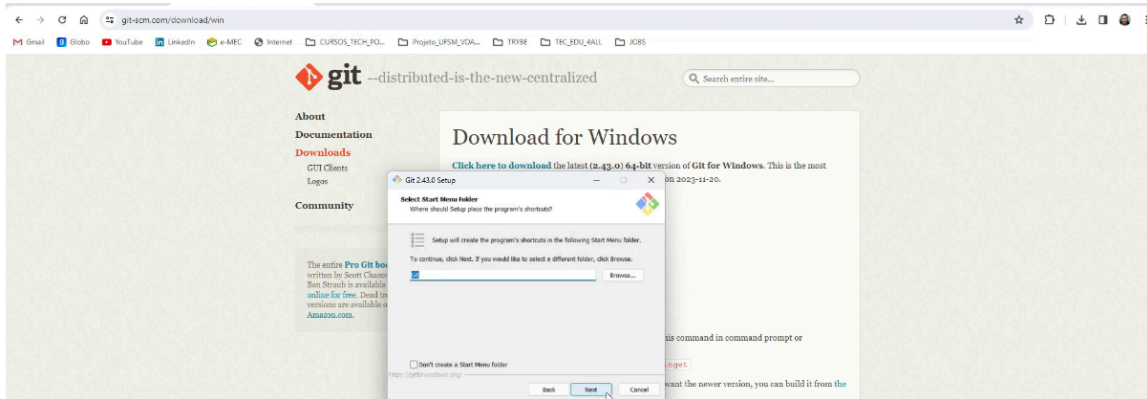 git-scm.com/download/win
Gmail Globo YouTube LinkedIn e-MEC Internet CURSOS_TECH_PO... Projeto_UFSM_VOA... TRYBE TEC_EDU_4ALL JOBS
git --distributed-is-the-new-centralized
Search entire site...
About
Documentation
Downloads
GUI Clients
Logos
Community
The entire Pro Git boo
written by Scott Chacon
Ben Straub is available
online for free. Dead tre
versions are available o
Amazon.com.
Download for Windows
Click here to download the latest (2.43.0) 64-bit version of Git for Windows. This is the most
on 2023-11-20.
his command in command prompt or
nget
want the newer version, you can build it from the
Git 2.43.0 Setup
Select Start Menu Folder
Where should Setup place the program's shortcuts?
Setup will create the program's shortcuts in the following Start Menu folder.
To continue, click Next. If you would like to select a different folder, click Browse.
Git
Browse...
Don't create a Start Menu folder
https://gitforwindows.org/
Back Next Cancel